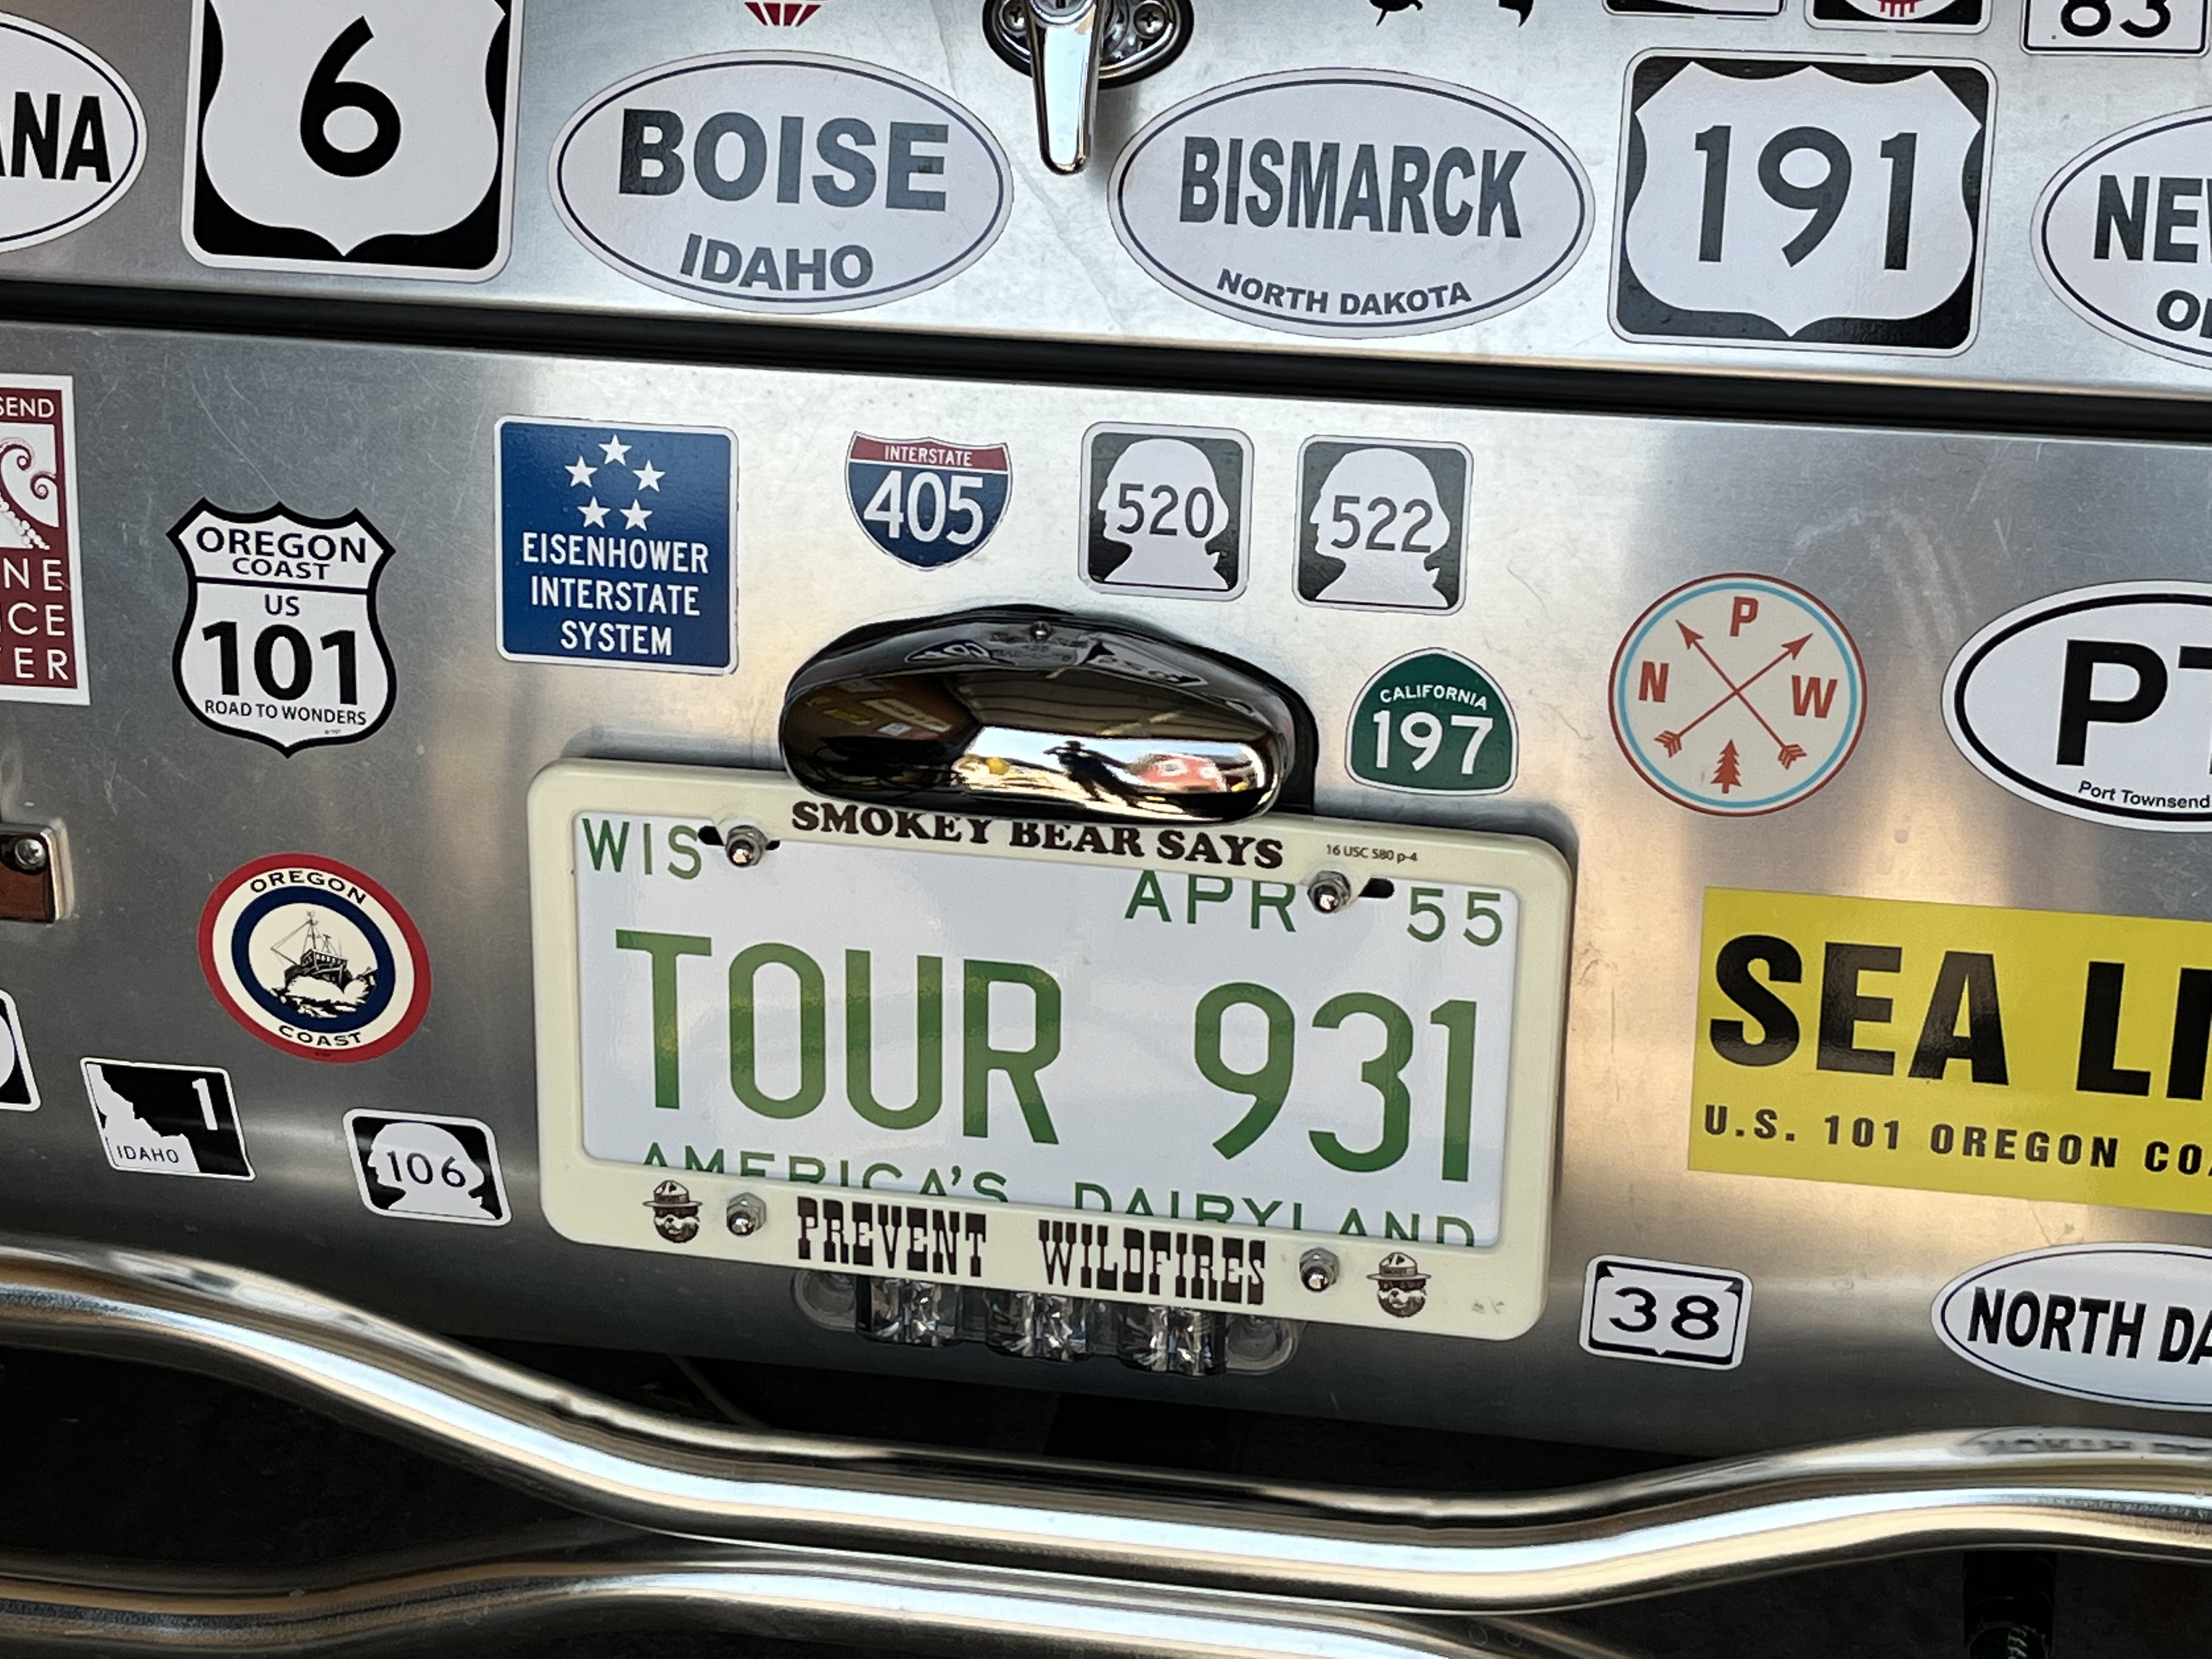 6
BOISE
IDAHO
BISMARCK
NORTH DAKOTA
191
83
OREGON
COAST
US
101
ROAD TO WONDERS
EISENHOWER
INTERSTATE
SYSTEM
INTERSTATE
405
520
522
CALIFORNIA
197
P
N W
PT
Port Townsend
OREGON
COAST
1
IDAHO
106
SMOKEY BEAR SAYS
16 USC 580 p-4
WIS
APR 55
TOUR 931
AMERICA'S DAIRYLAND
PREVENT WILDFIRES
SEA LI
U.S. 101 OREGON CO
38
NORTH DA